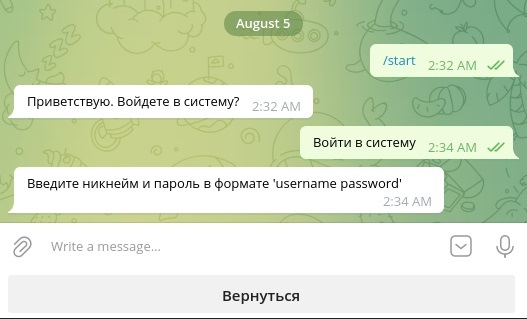 August 5
/start 2:32 AM
Приветствую. Войдете в систему? 2:32 AM
Войти в систему 2:34 AM
Введите никнейм и пароль в формате 'username password'
2:34 AM
Write a message...
Вернуться